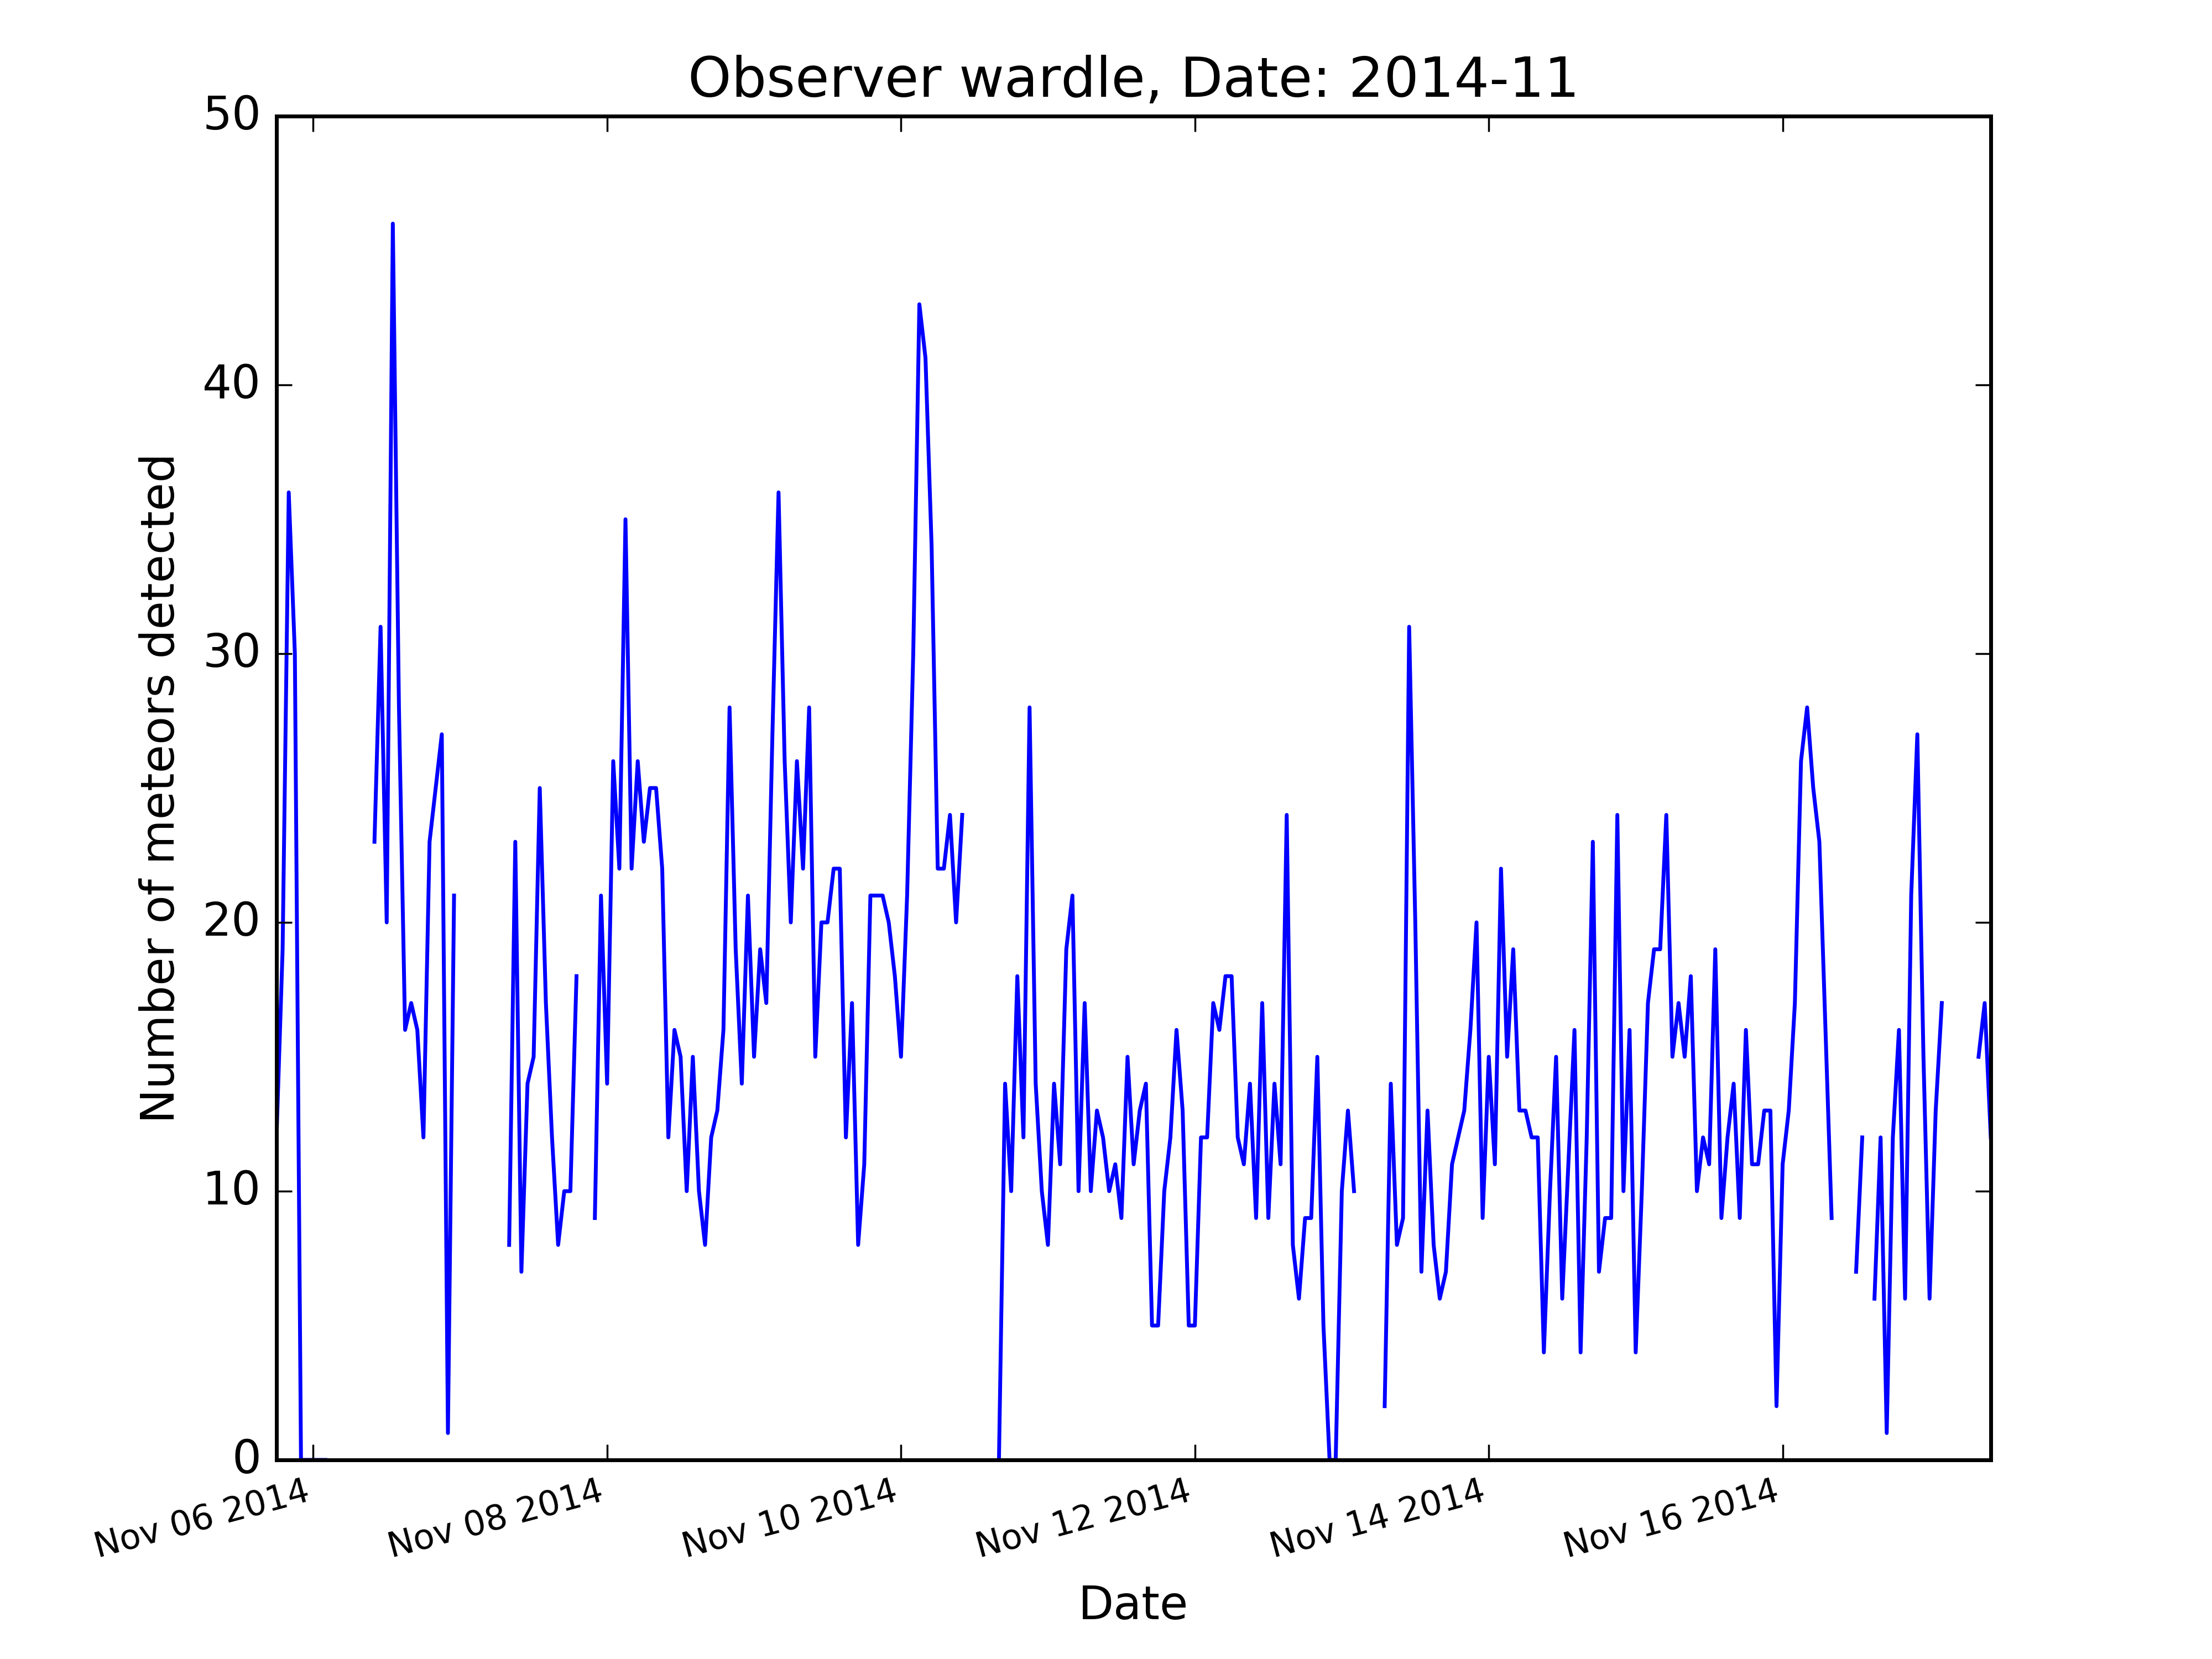 Observer wardle, Date: 2014-11
Number of meteors detected
50
40
30
20
10
0
Nov 06 2014
Nov 08 2014
Nov 10 2014
Nov 12 2014
Nov 14 2014
Nov 16 2014
Date